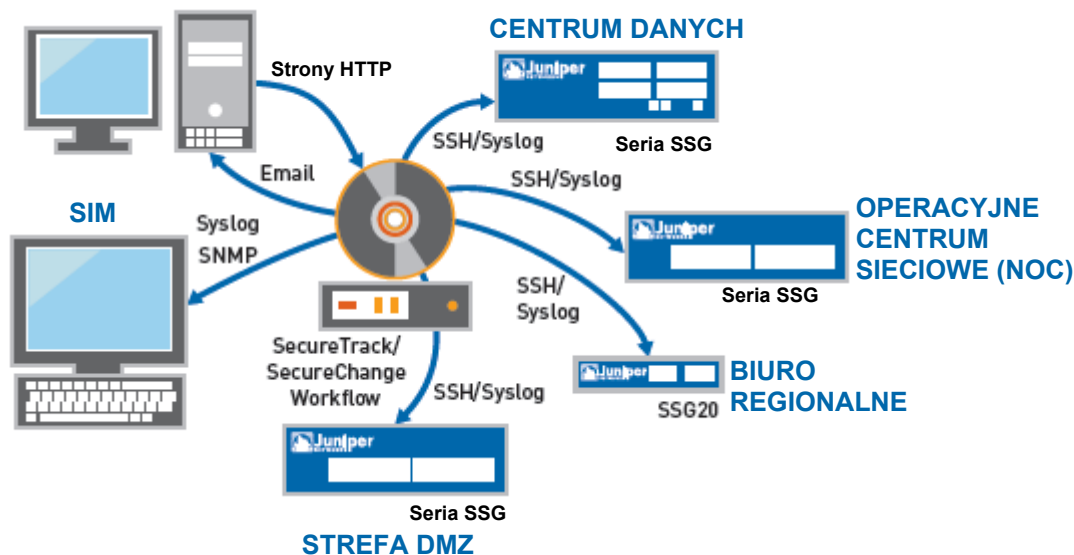 CENTRUM DANYCH
Juniper
Strony HTTP
SSH/Syslog
Seria SSG
Email
SSH/Syslog
SIM
Syslog
SNMP
Juniper
OPERACYJNE
CENTRUM
SIECIOWE (NOC)
Seria SSG
SSH/
Syslog
SecureTrack/
SecureChange
Workflow
SSH/Syslog
Juniper
SSG20
BIURO
REGIONALNE
Juniper
Seria SSG
STREFA DMZ